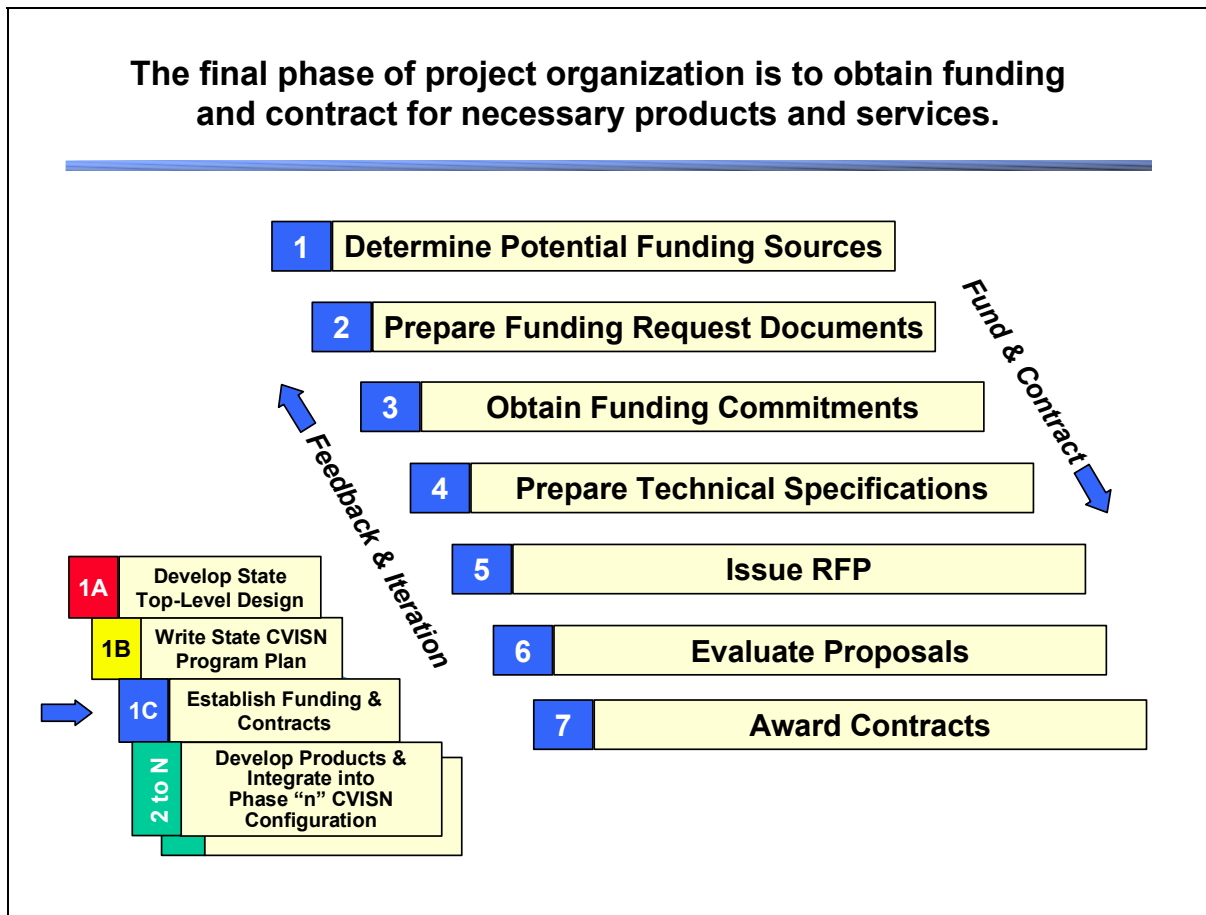 The final phase of project organization is to obtain funding
and contract for necessary products and services.
1 Determine Potential Funding Sources
2 Prepare Funding Request Documents
3 Obtain Funding Commitments
4 Prepare Technical Specifications
5 Issue RFP
6 Evaluate Proposals
7 Award Contracts
Fund & Contract
Feedback & Iteration
1A
Develop State
Top-Level Design
1B
Write State CVISN
Program Plan
1C
Establish Funding &
Contracts
2 to N
Develop Products &
Integrate into
Phase “n” CVISN
Configuration